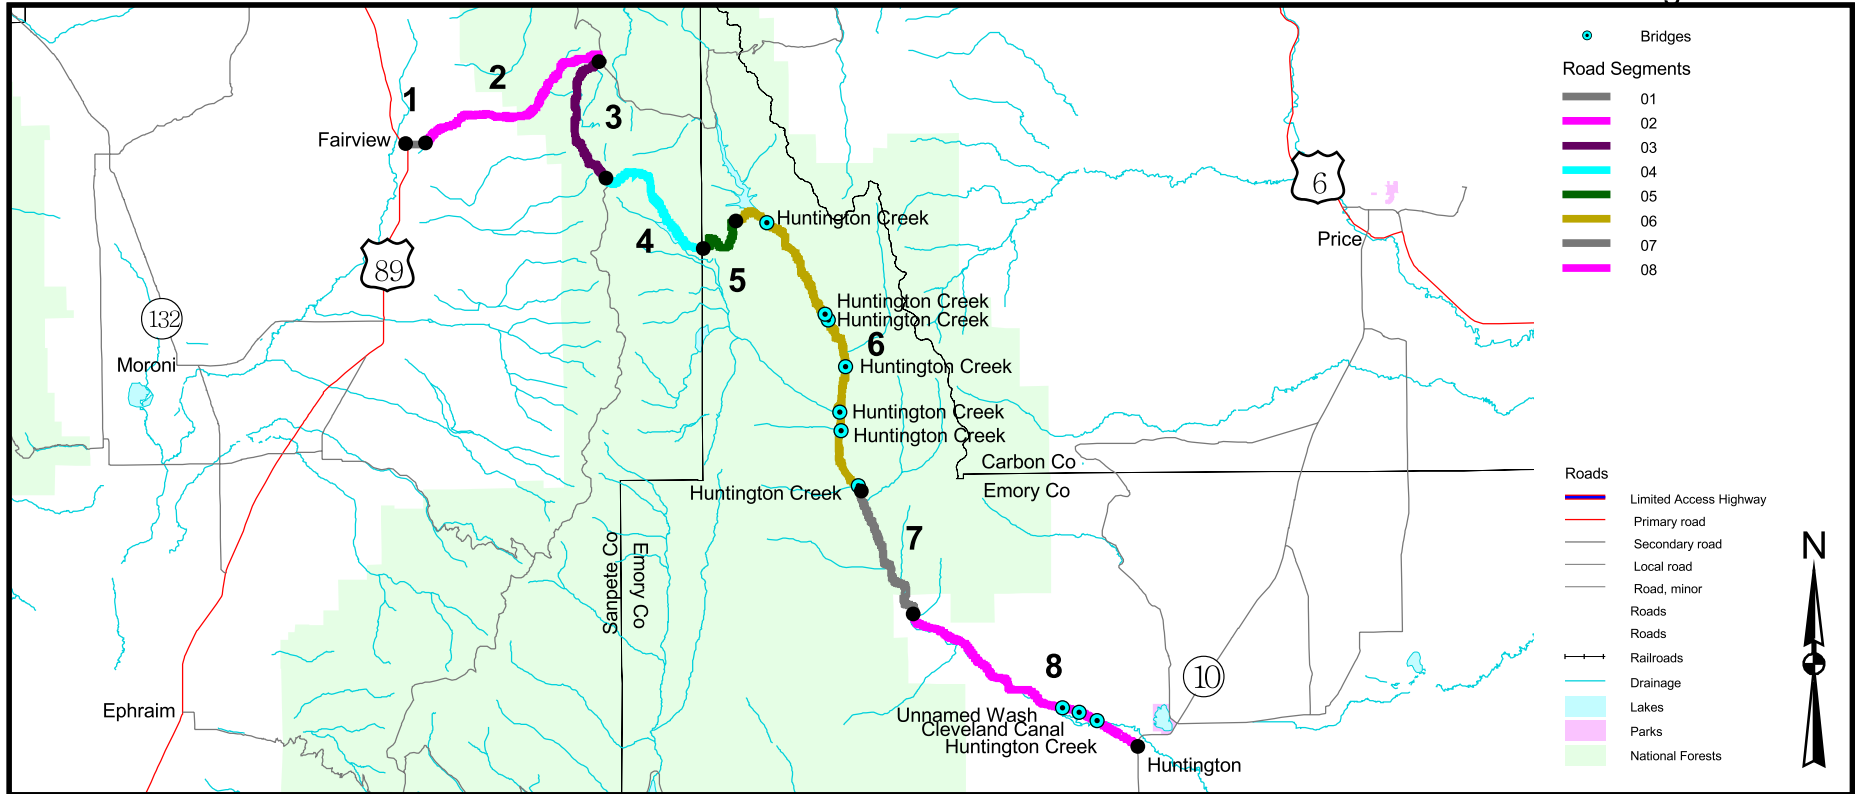 Bridges
Road Segments
01
02
03
04
05
06
07
08
1
2
3
Fairview
4
5
Huntington Creek
6
Price
89
132
Moroni
Huntington Creek
Huntington Creek
6
Huntington Creek
Huntington Creek
Huntington Creek
Carbon Co
Emory Co
Huntington Creek
7
Sanpete Co
Emory Co
8
10
Ephraim
Unnamed Wash
Cleveland Canal
Huntington Creek
Huntington
Roads
Limited Access Highway
Primary road
Secondary road
Local road
Road, minor
Roads
Roads
Railroads
Drainage
Lakes
Parks
National Forests
N